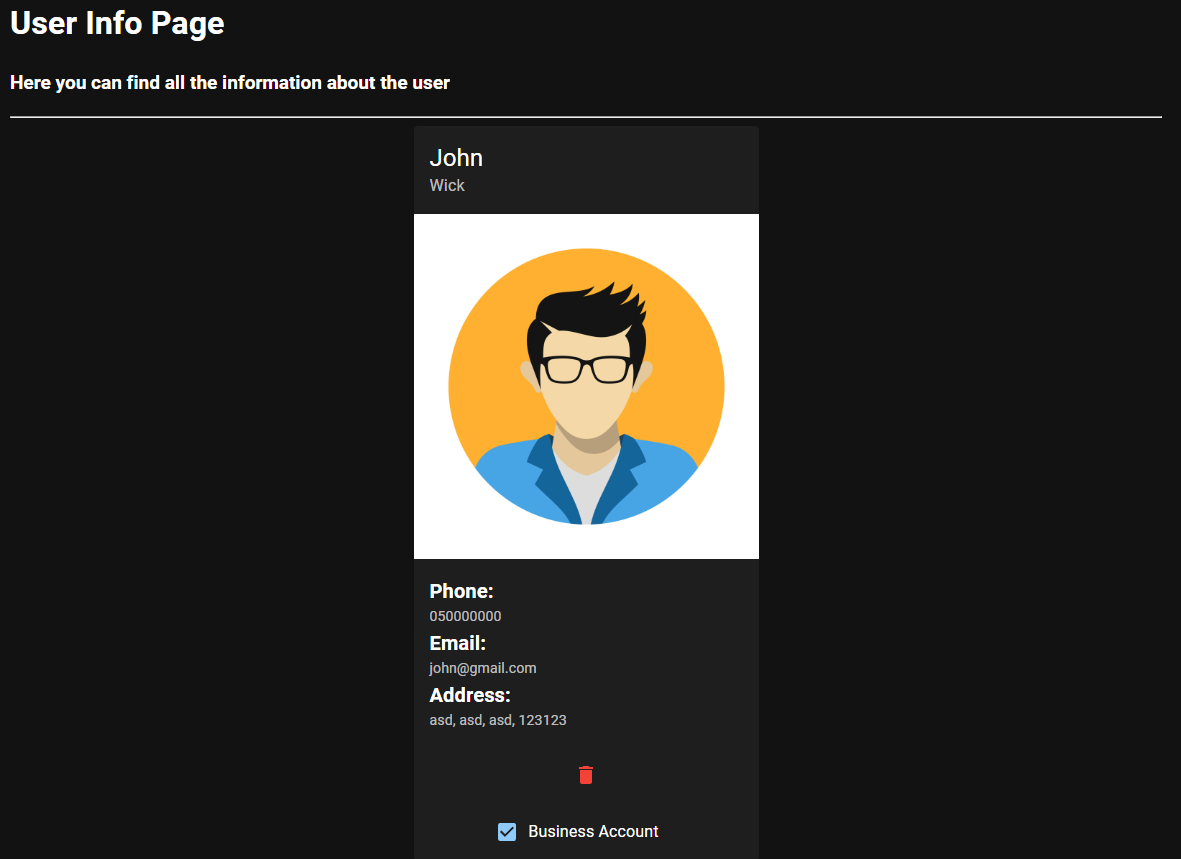 User Info Page
Here you can find all the information about the user
John
Wick
Phone:
050000000
Email:
john@gmail.com
Address:
asd, asd, asd, 123123
Business Account